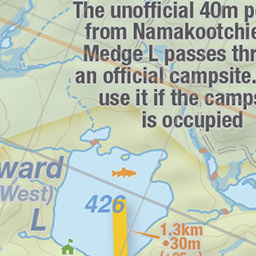 The unofficial 40m p
from Namakootchie
Medge L passes thr
an official campsite.
use it if the camps
is occupied
ward
West)
L
426
1.3km
•30m